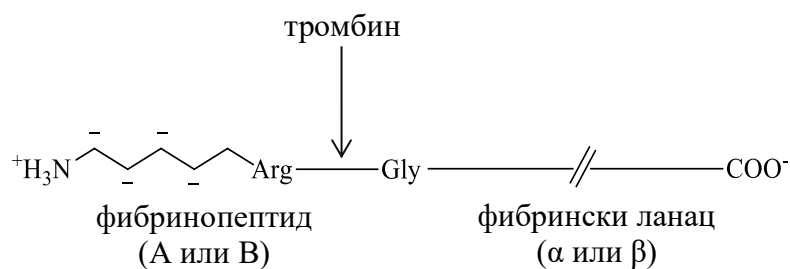 тромбин
⁺H₃N Arg Gly COO⁻
фибринопептид фибрински ланац
(А или В) (α или β)